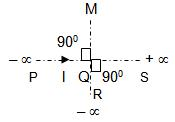 M
90⁰
– ∝ + ∝
P I Q 90⁰ S
R
– ∝